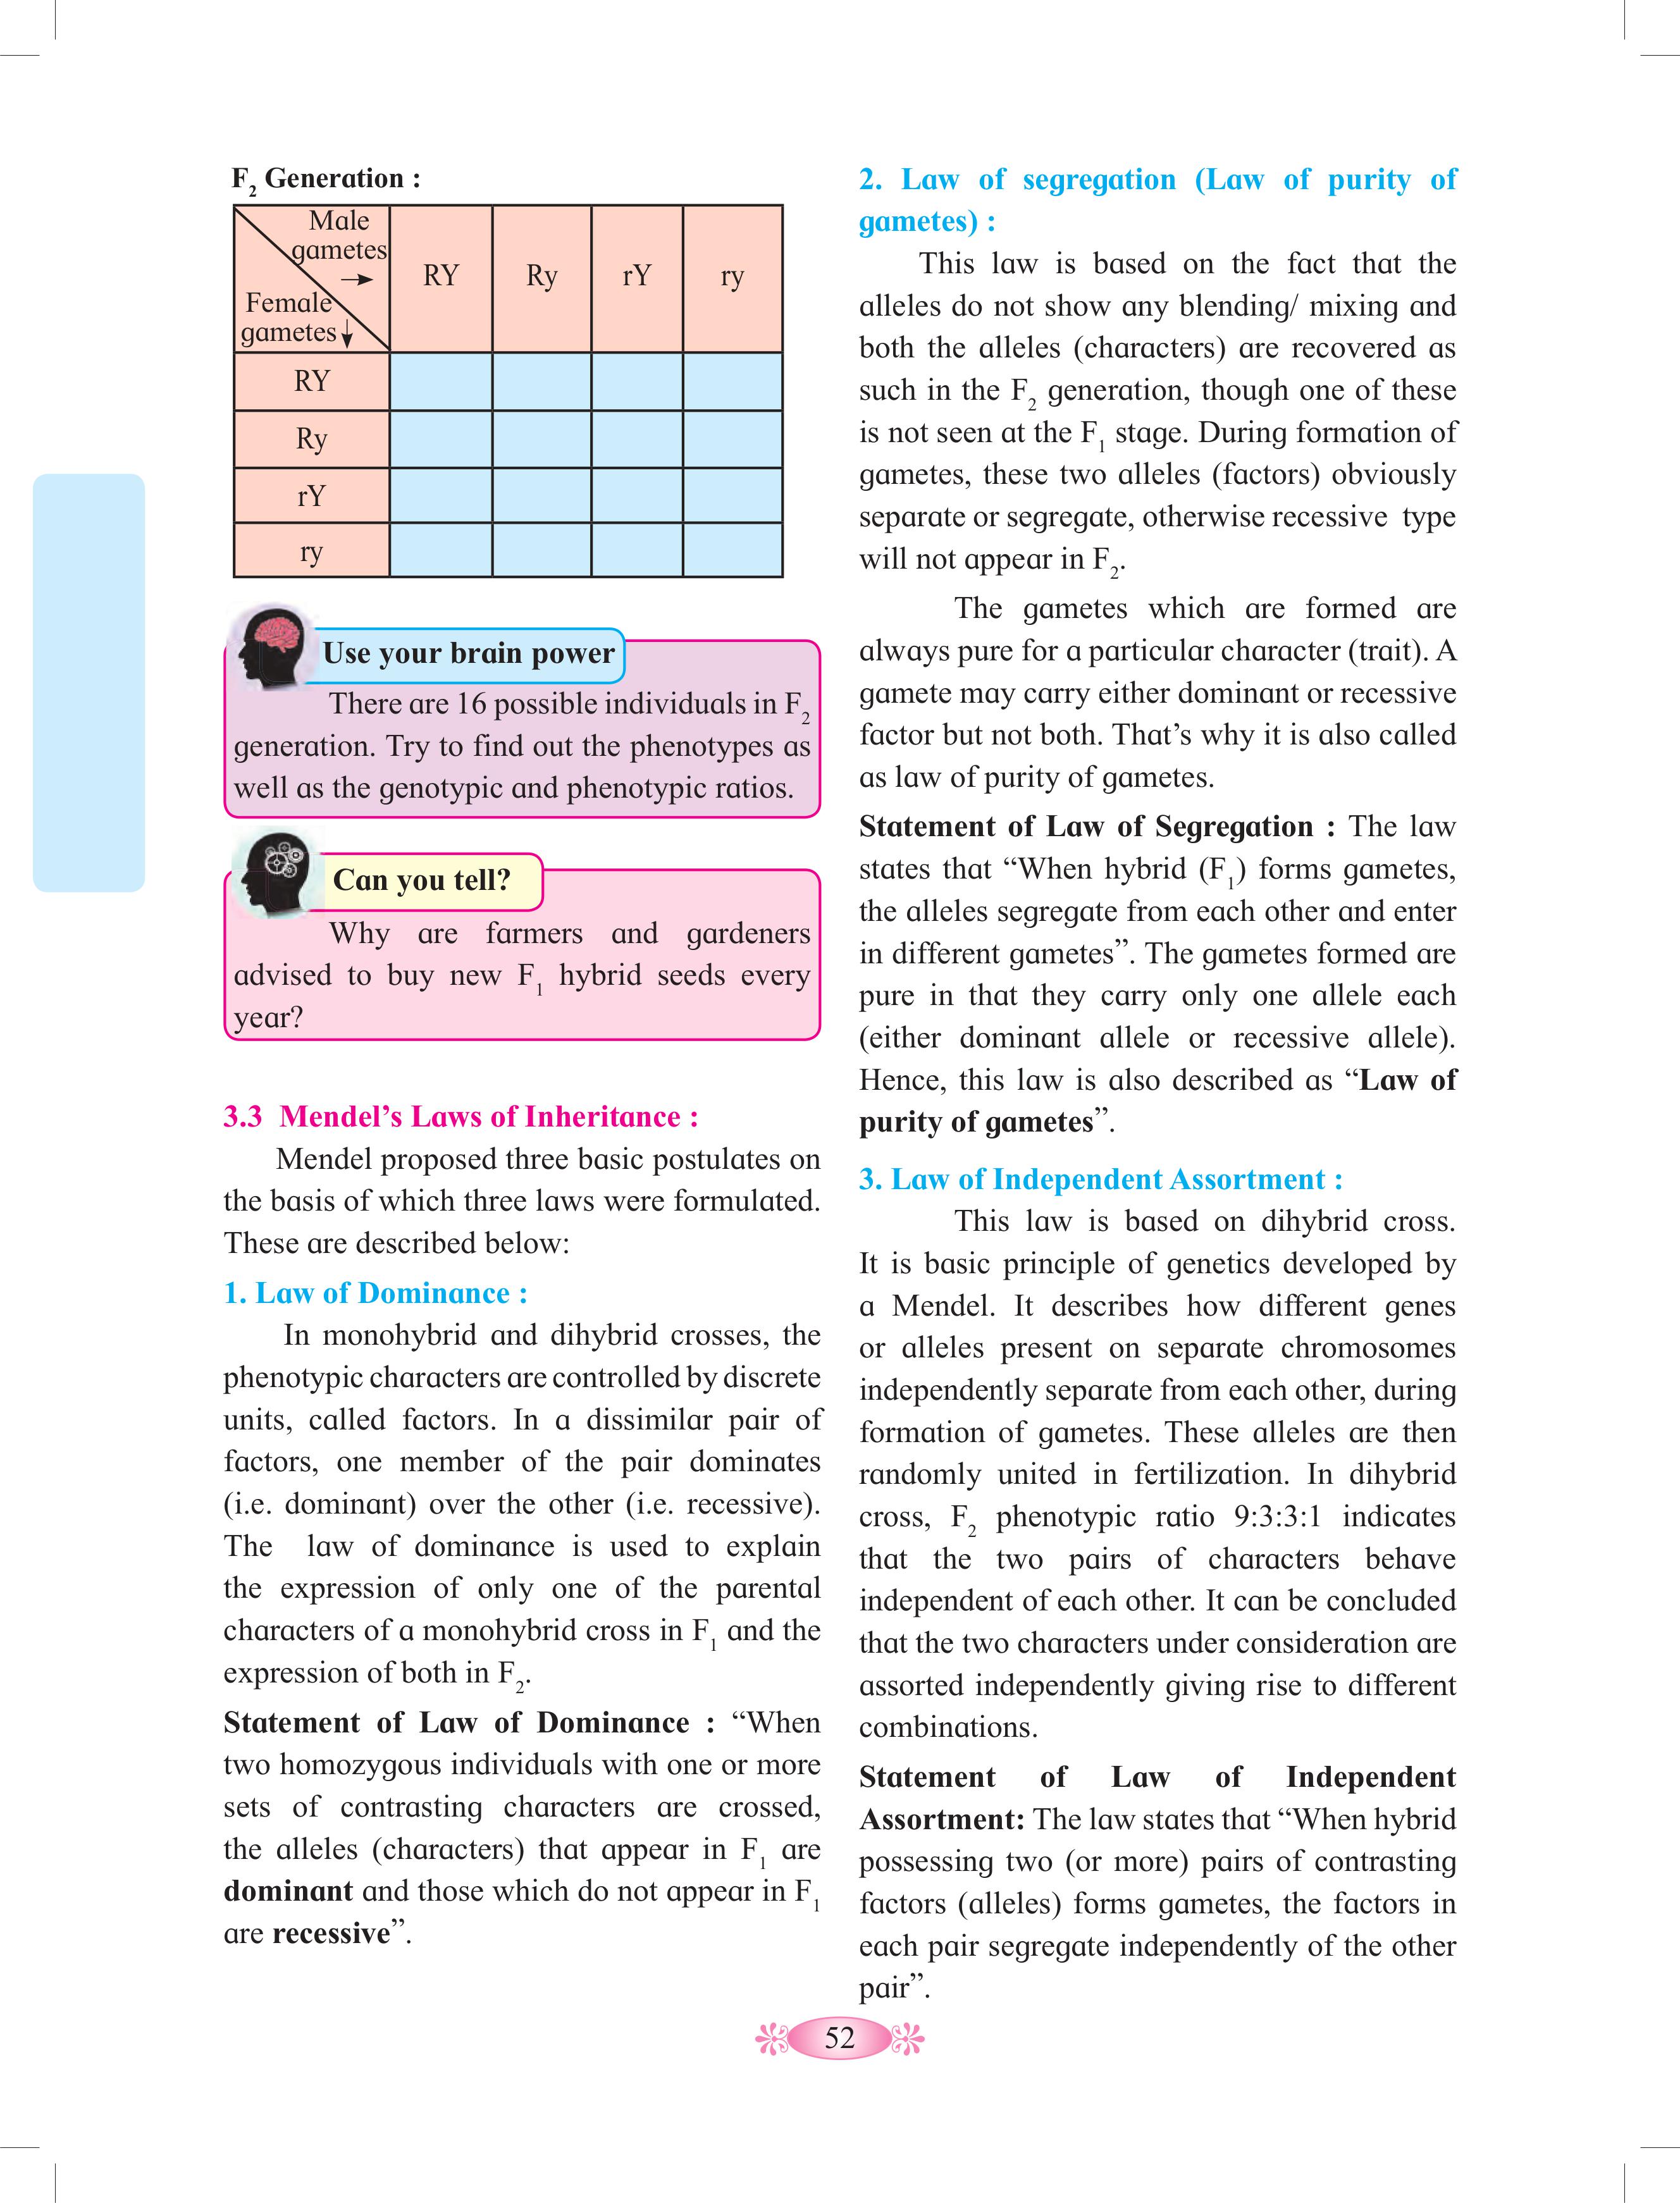 F2 Generation :
Male
gametes
Female
gametes
RY
Ry
rY
ry
RY
Ry
rY
ry
Use your brain power
There are 16 possible individuals in F2
generation. Try to find out the phenotypes as
well as the genotypic and phenotypic ratios.
Can you tell?
Why are farmers and gardeners
advised to buy new F1 hybrid seeds every
year?
3.3 Mendel’s Laws of Inheritance :
Mendel proposed three basic postulates on
the basis of which three laws were formulated.
These are described below:
1. Law of Dominance :
In monohybrid and dihybrid crosses, the
phenotypic characters are controlled by discrete
units, called factors. In a dissimilar pair of
factors, one member of the pair dominates
(i.e. dominant) over the other (i.e. recessive).
The law of dominance is used to explain
the expression of only one of the parental
characters of a monohybrid cross in F1 and the
expression of both in F2.
Statement of Law of Dominance : “When
two homozygous individuals with one or more
sets of contrasting characters are crossed,
the alleles (characters) that appear in F1 are
dominant and those which do not appear in F1
are recessive”.
2. Law of segregation (Law of purity of
gametes) :
This law is based on the fact that the
alleles do not show any blending/ mixing and
both the alleles (characters) are recovered as
such in the F2 generation, though one of these
is not seen at the F1 stage. During formation of
gametes, these two alleles (factors) obviously
separate or segregate, otherwise recessive type
will not appear in F2.
The gametes which are formed are
always pure for a particular character (trait). A
gamete may carry either dominant or recessive
factor but not both. That’s why it is also called
as law of purity of gametes.
Statement of Law of Segregation : The law
states that “When hybrid (F1) forms gametes,
the alleles segregate from each other and enter
in different gametes”. The gametes formed are
pure in that they carry only one allele each
(either dominant allele or recessive allele).
Hence, this law is also described as “Law of
purity of gametes”.
3. Law of Independent Assortment :
This law is based on dihybrid cross.
It is basic principle of genetics developed by
a Mendel. It describes how different genes
or alleles present on separate chromosomes
independently separate from each other, during
formation of gametes. These alleles are then
randomly united in fertilization. In dihybrid
cross, F2 phenotypic ratio 9:3:3:1 indicates
that the two pairs of characters behave
independent of each other. It can be concluded
that the two characters under consideration are
assorted independently giving rise to different
combinations.
Statement of Law of Independent
Assortment: The law states that “When hybrid
possessing two (or more) pairs of contrasting
factors (alleles) forms gametes, the factors in
each pair segregate independently of the other
pair”.
52